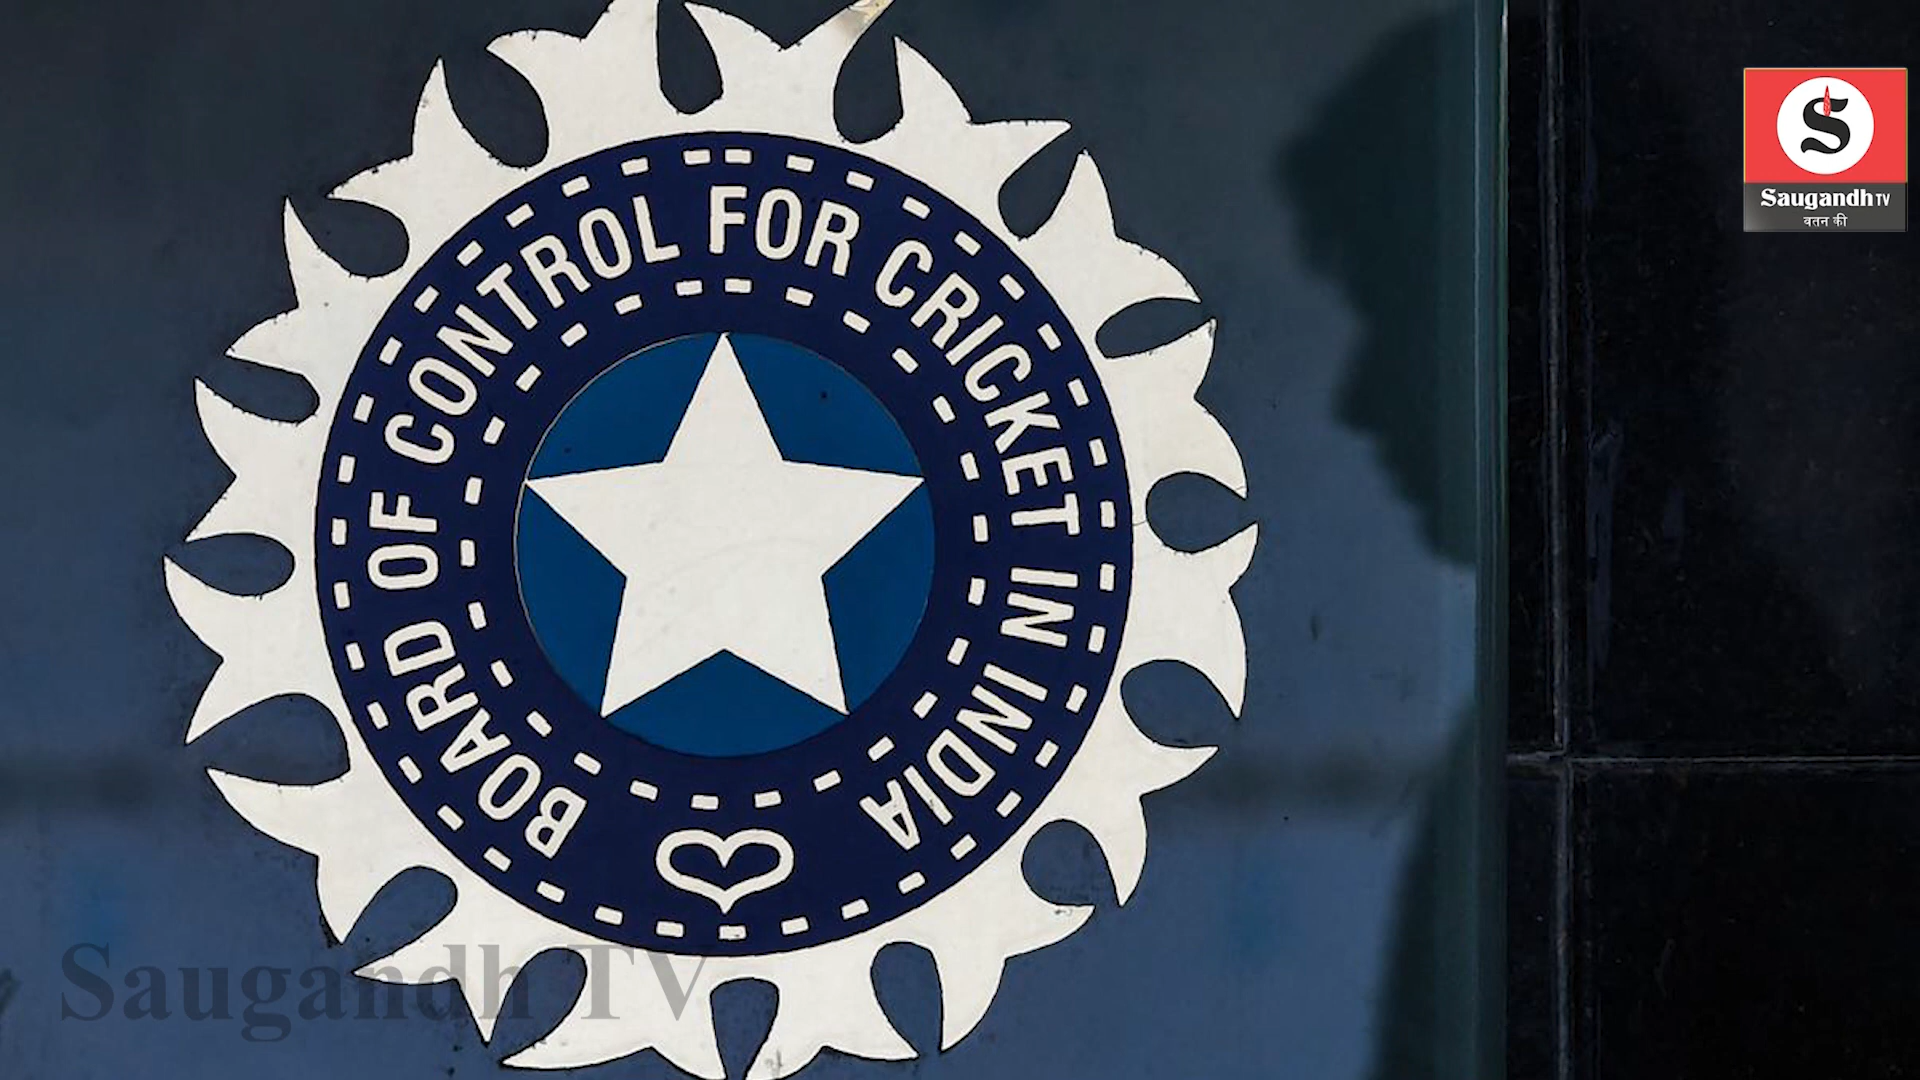 BOARD OF CONTROL FOR CRICKET IN INDIA
S
Saugandh TV
वतन की
Saugandh TV